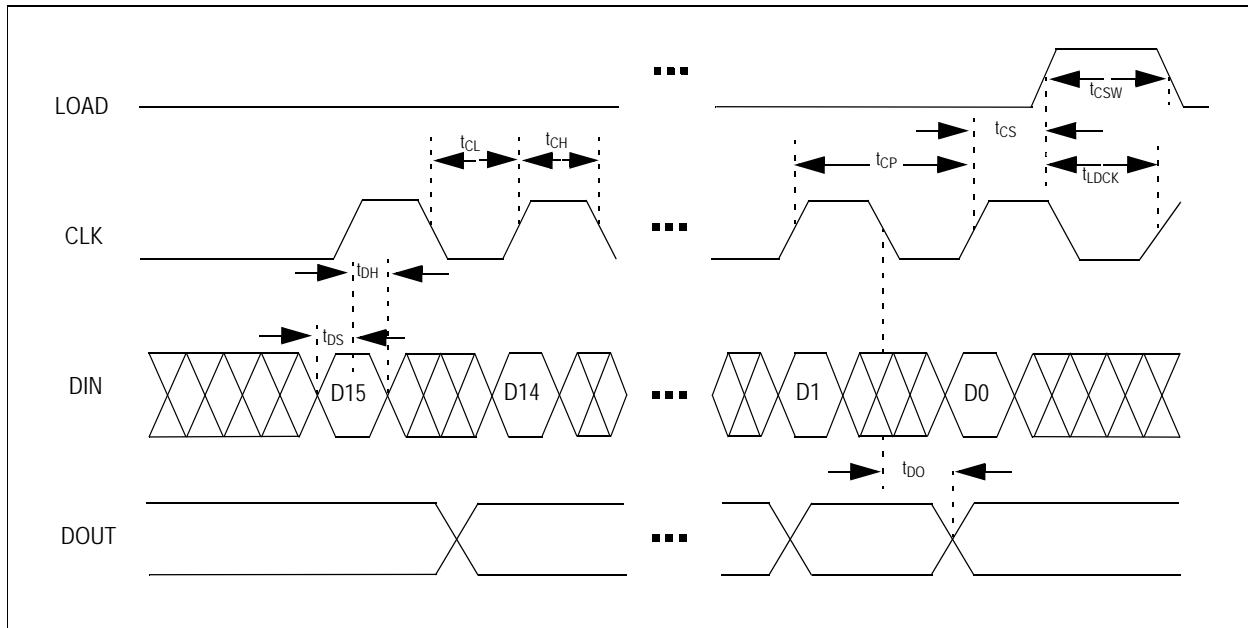 LOAD
tCSW
tCS
tCL
tCH
tCP
tLDCK
CLK
tDH
tDS
DIN
D15
D14
D1
D0
tDO
DOUT